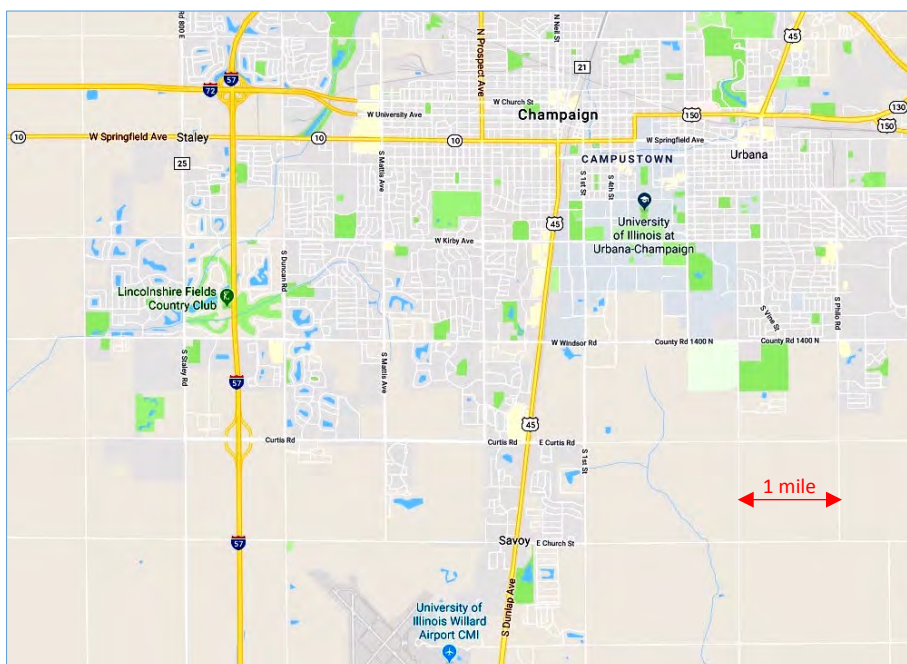 Rd 800 E
57
72
N Prospect Ave
N Neil St
45
21
130
150
150
W Church St
W University Ave
Champaign
10
W Springfield Ave
Staley
10
10
W Springfield Ave
Urbana
CAMPUSTOWN
25
S Mattis Ave
S 1st St
S 4th St
University
of Illinois at
Urbana-Champaign
45
W Kirby Ave
S Duncan Rd
Lincolnshire Fields
Country Club
S Vine St
S Philo Rd
W Windsor Rd
County Rd 1400 N
County Rd 1400 N
S Staley Rd
S Mattis Ave
57
45
Curtis Rd
Curtis Rd
E Curtis Rd
S 1st St
1 mile
57
Savoy
E Church St
S Dunlap Ave
University of
Illinois Willard
Airport CMI